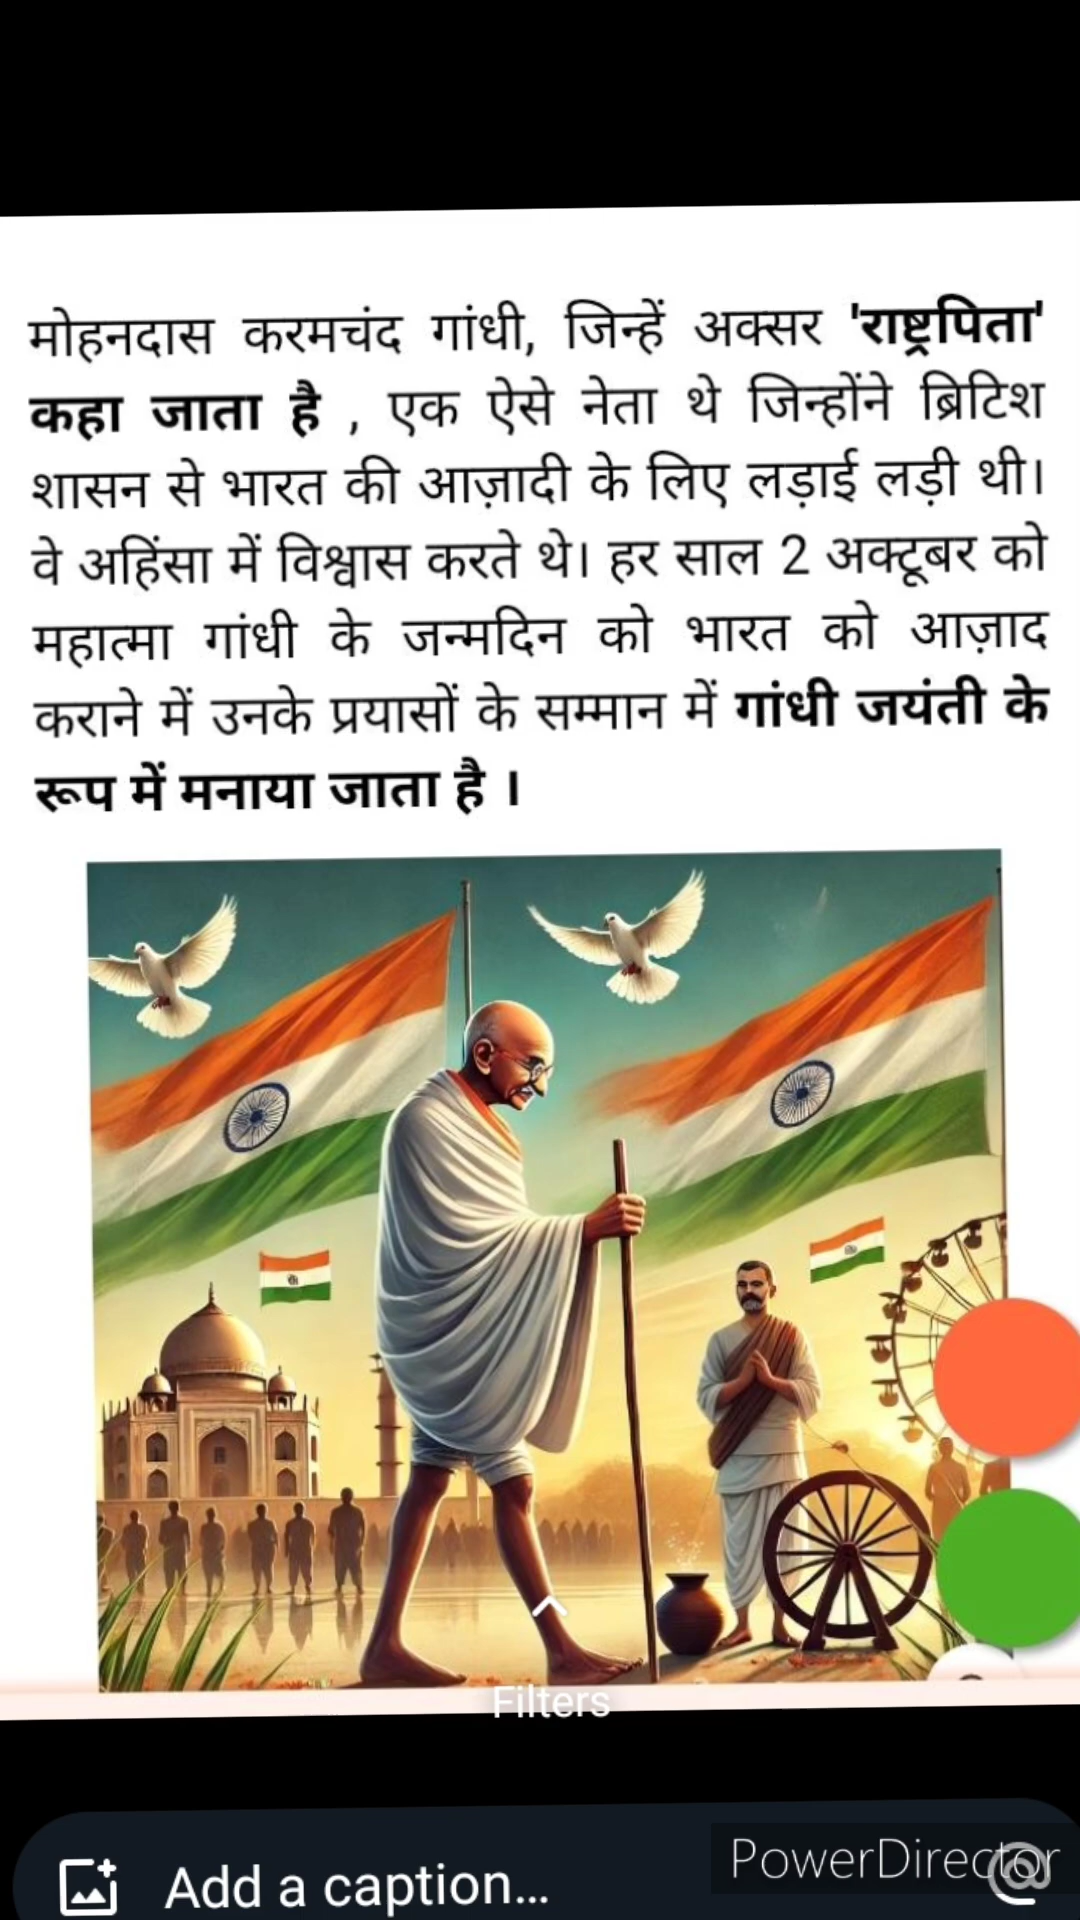 मोहनदास करमचंद गांधी, जिन्हें अक्सर 'राष्ट्रपिता'
कहा जाता है , एक ऐसे नेता थे जिन्होंने ब्रिटिश
शासन से भारत की आज़ादी के लिए लड़ाई लड़ी थी।
वे अहिंसा में विश्वास करते थे। हर साल 2 अक्टूबर को
महात्मा गांधी के जन्मदिन को भारत को आज़ाद
कराने में उनके प्रयासों के सम्मान में गांधी जयंती के
रूप में मनाया जाता है ।
Filters
Add a caption...
PowerDirector